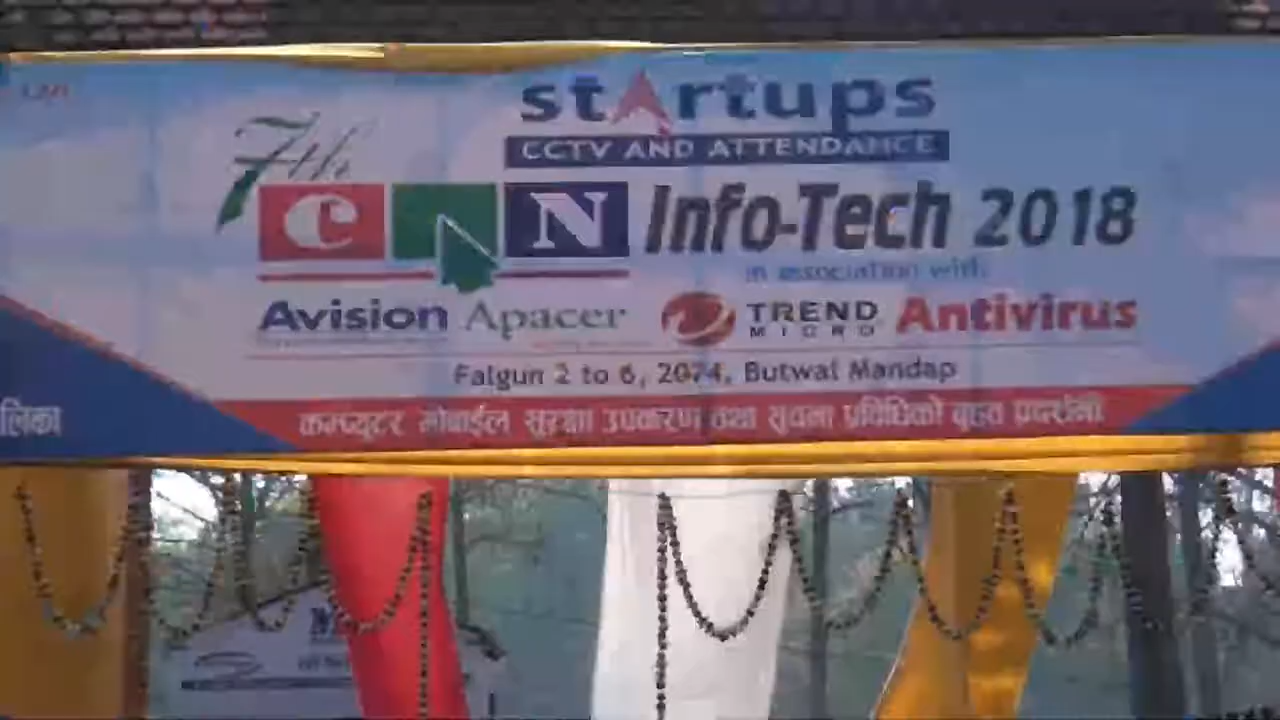 startups
CCTV AND ATTENDANCE
7th
C N Info-Tech 2018
in association with
Avision Apacer TREND MICRO Antivirus
Falgun 2 to 6, 2074, Butwal Mandap
लिका
कम्प्युटर मोबाईल सुरक्षा उपकरण तथा सूचना प्रविधिको बृहत प्रदर्शनी